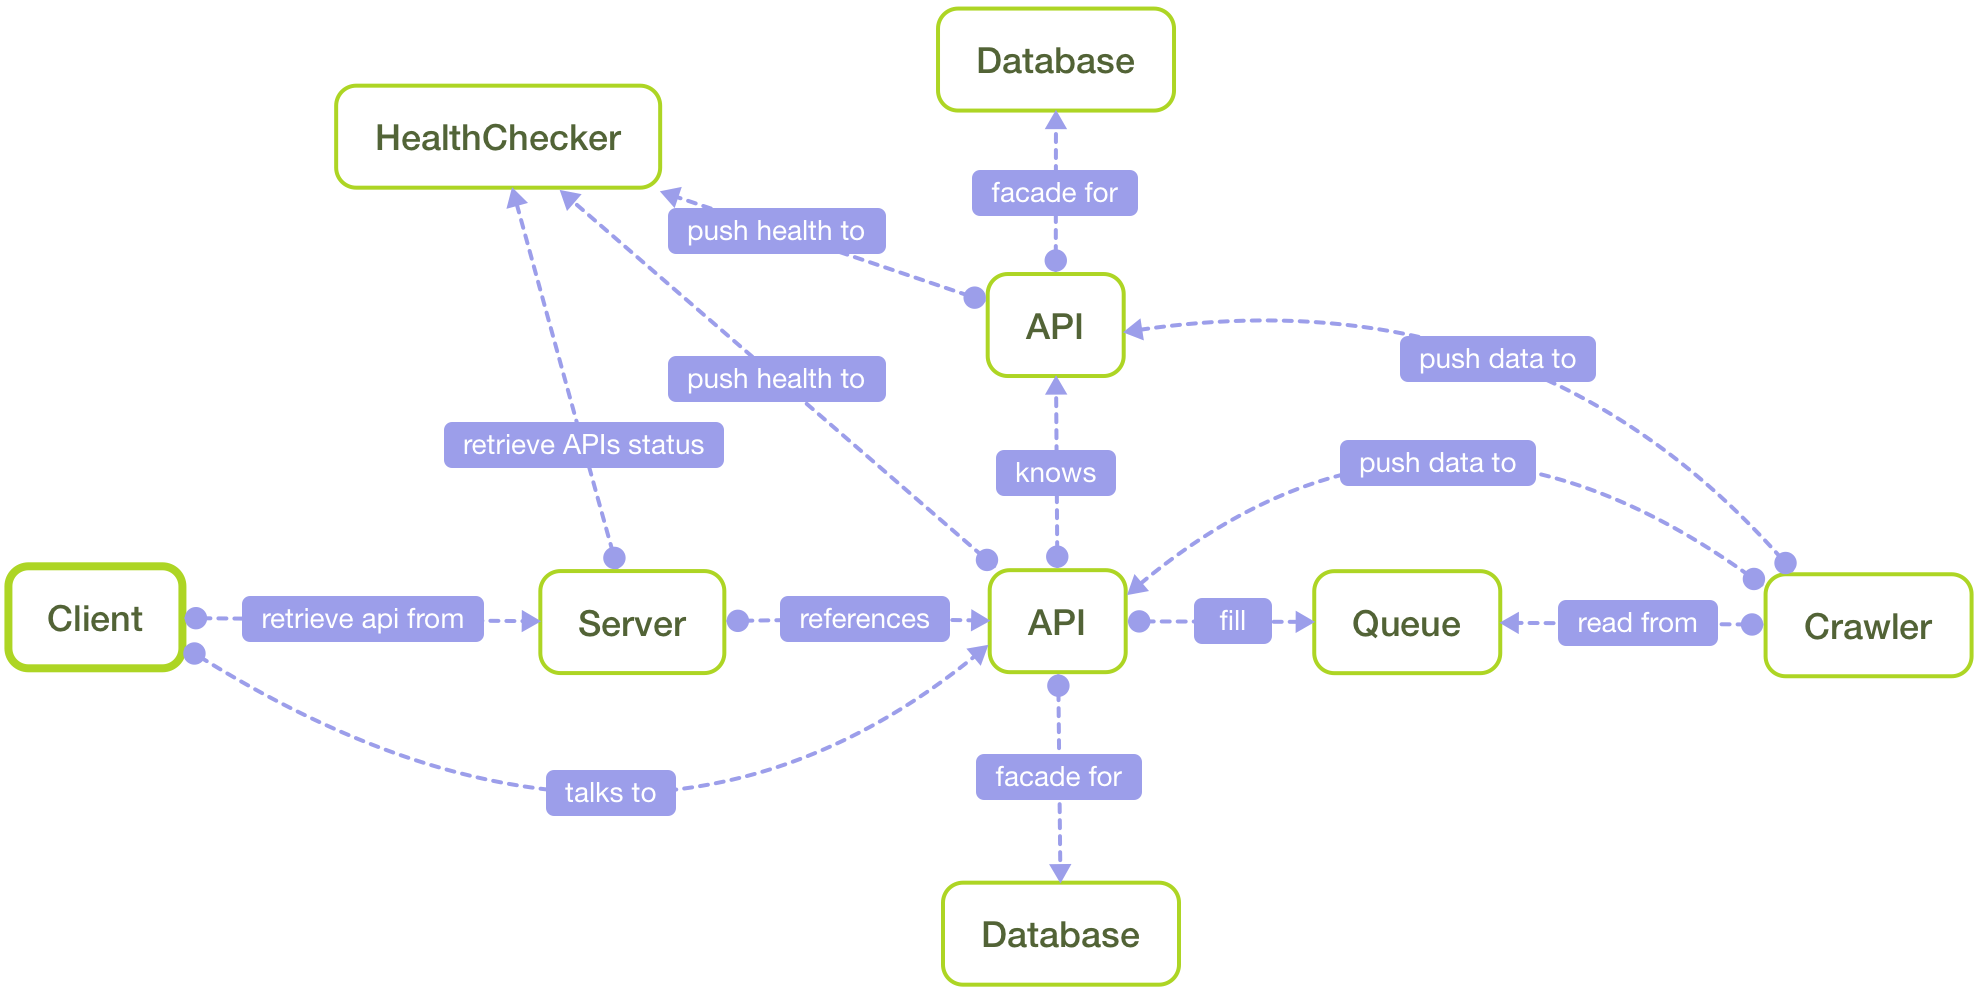 Database
HealthChecker
facade for
push health to
API
push data to
push health to
retrieve APIs status
push data to
knows
Client
retrieve api from
Server
references
API
fill
Queue
read from
Crawler
talks to
facade for
Database